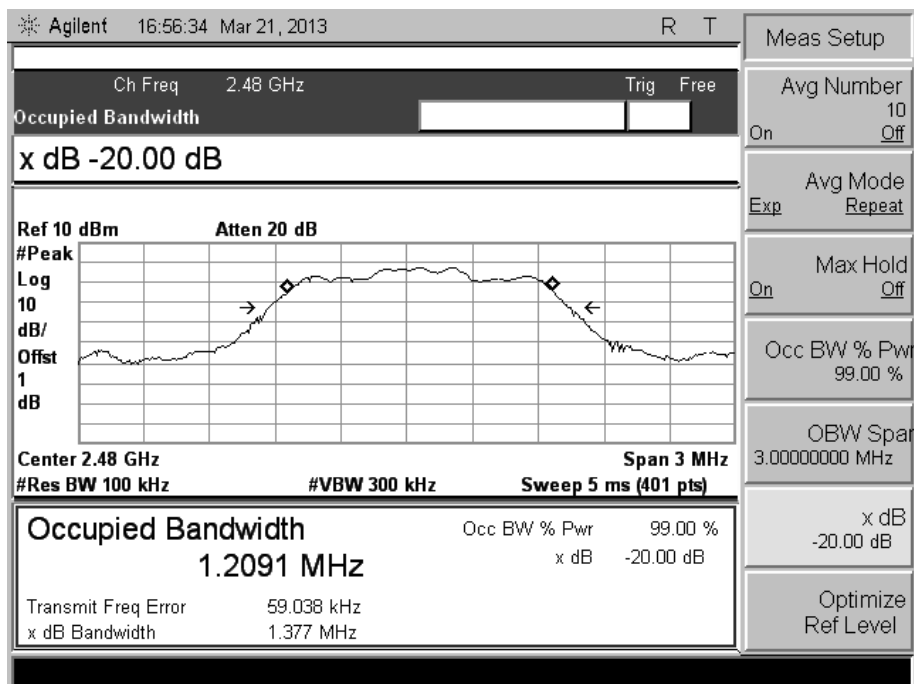 Agilent 16:56:34 Mar 21, 2013 R T
Ch Freq 2.48 GHz Trig Free
Occupied Bandwidth
x dB -20.00 dB
Ref 10 dBm Atten 20 dB
#Peak
Log
10
dB/
Offst
1
dB
Center 2.48 GHz Span 3 MHz
#Res BW 100 kHz #VBW 300 kHz Sweep 5 ms (401 pts)
Occupied Bandwidth
1.2091 MHz
Occ BW % Pwr 99.00 %
x dB -20.00 dB
Transmit Freq Error 59.038 kHz
x dB Bandwidth 1.377 MHz
Meas Setup
Avg Number
10
On Off
Avg Mode
Exp Repeat
Max Hold
On Off
Occ BW % Pwr
99.00 %
OBW Span
3.00000000 MHz
x dB
-20.00 dB
Optimize
Ref Level